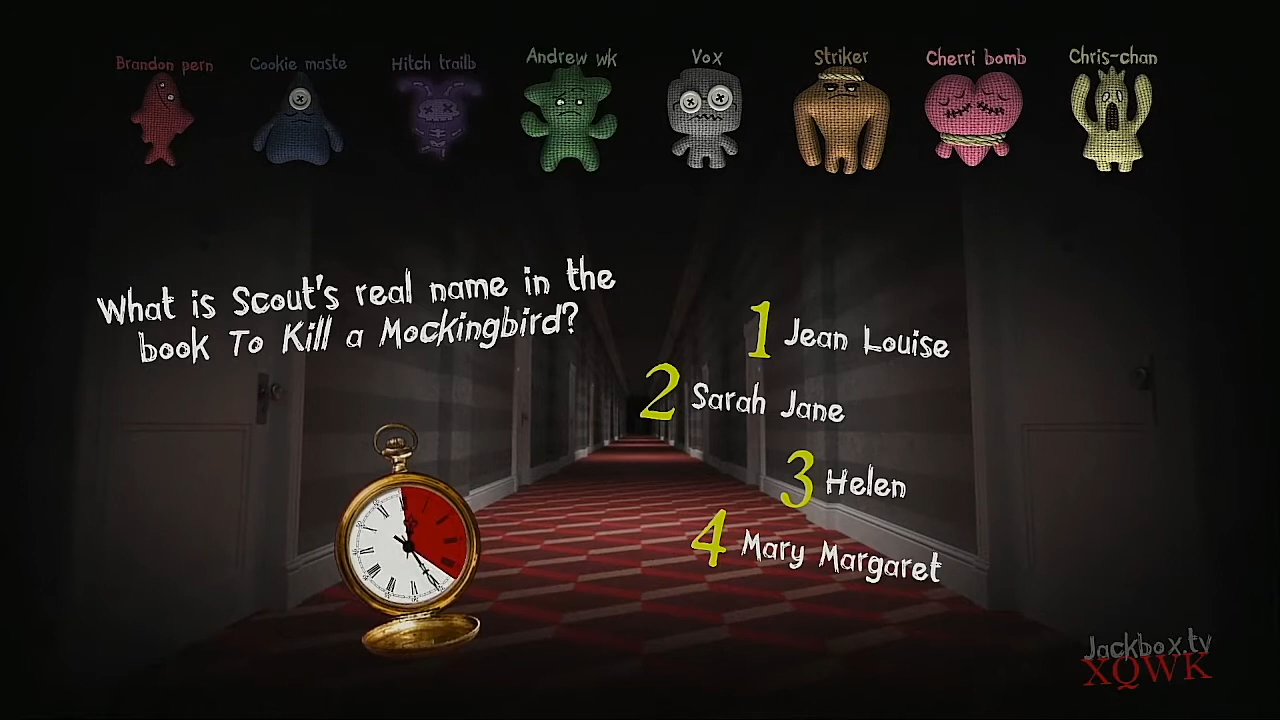 Brandon pern
Cookie maste
Hitch trailb
Andrew wk
Vox
Striker
Cherri bomb
Chris-chan
What is Scout's real name in the
book To Kill a Mockingbird?
1 Jean Louise
2 Sarah Jane
3 Helen
4 Mary Margaret
Jackbox.tv
XQWK